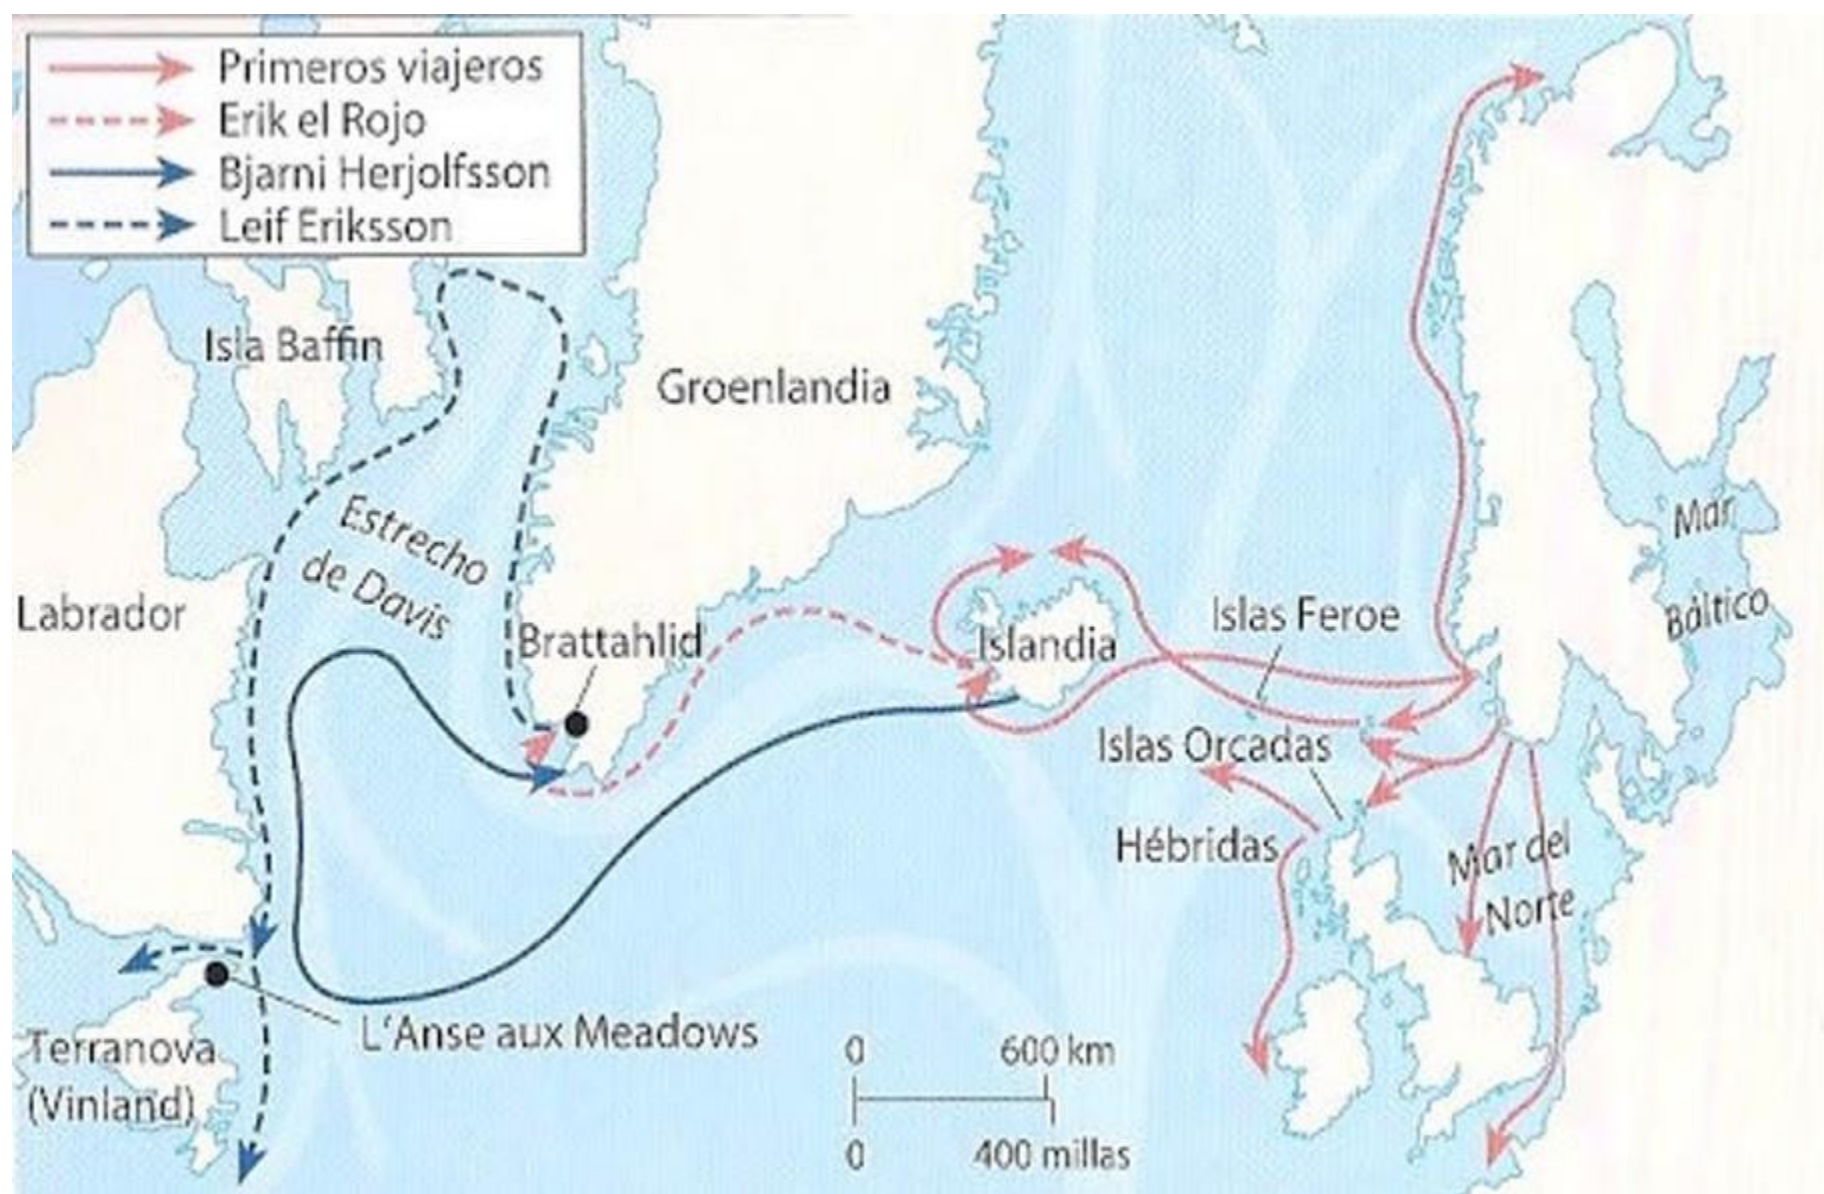 Primeros viajeros
Erik el Rojo
Bjarni Herjolfsson
Leif Eriksson
Isla Baffin
Groenlandia
Estrecho
de Davis
Mar
Báltico
Labrador
Brattahlid
Islandia
Islas Feroe
Islas Orcadas
Hébridas
Mar del
Norte
L'Anse aux Meadows
Terranova
(Vinland)
0 600 km
0 400 millas